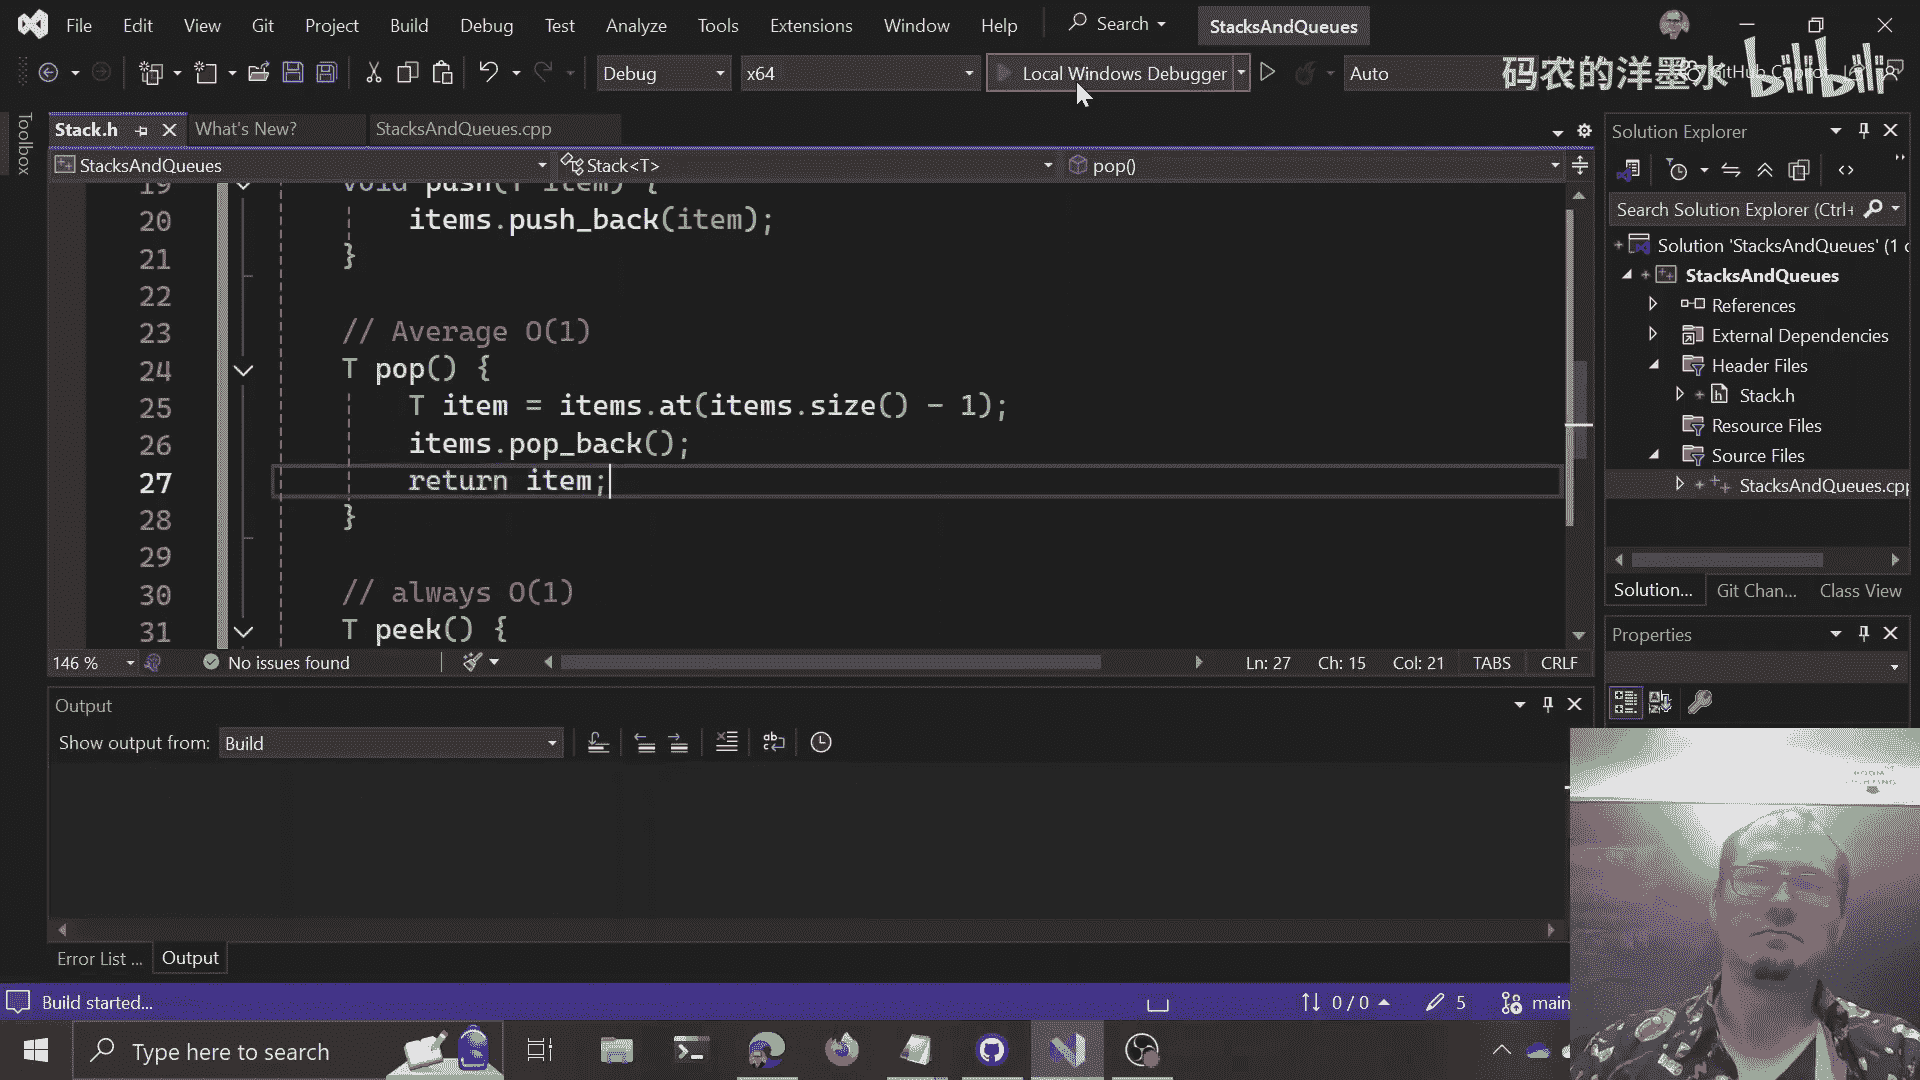 File Edit View Git Project Build Debug Test Analyze Tools Extensions Window Help Search StacksAndQueues
Debug x64 Local Windows Debugger Auto
码农的洋墨水 bilibili
Toolbox
Stack.h What's New? StacksAndQueues.cpp
StacksAndQueues Stack<T> pop()
19 void push(T item) {
20 items.push_back(item);
21 }
22
23 // Average O(1)
24 T pop() {
25 T item = items.at(items.size() - 1);
26 items.pop_back();
27 return item;
28 }
29
30 // always O(1)
31 T peek() {
146 % No issues found Ln: 27 Ch: 15 Col: 21 TABS CRLF
Output
Show output from: Build
Error List ... Output
Solution Explorer
Search Solution Explorer (Ctrl+
Solution 'StacksAndQueues' (1
StacksAndQueues
References
External Dependencies
Header Files
Stack.h
Resource Files
Source Files
StacksAndQueues.cpp
Solution... Git Chan... Class View
Properties
Build started... 0 / 0 5 main
Type here to search